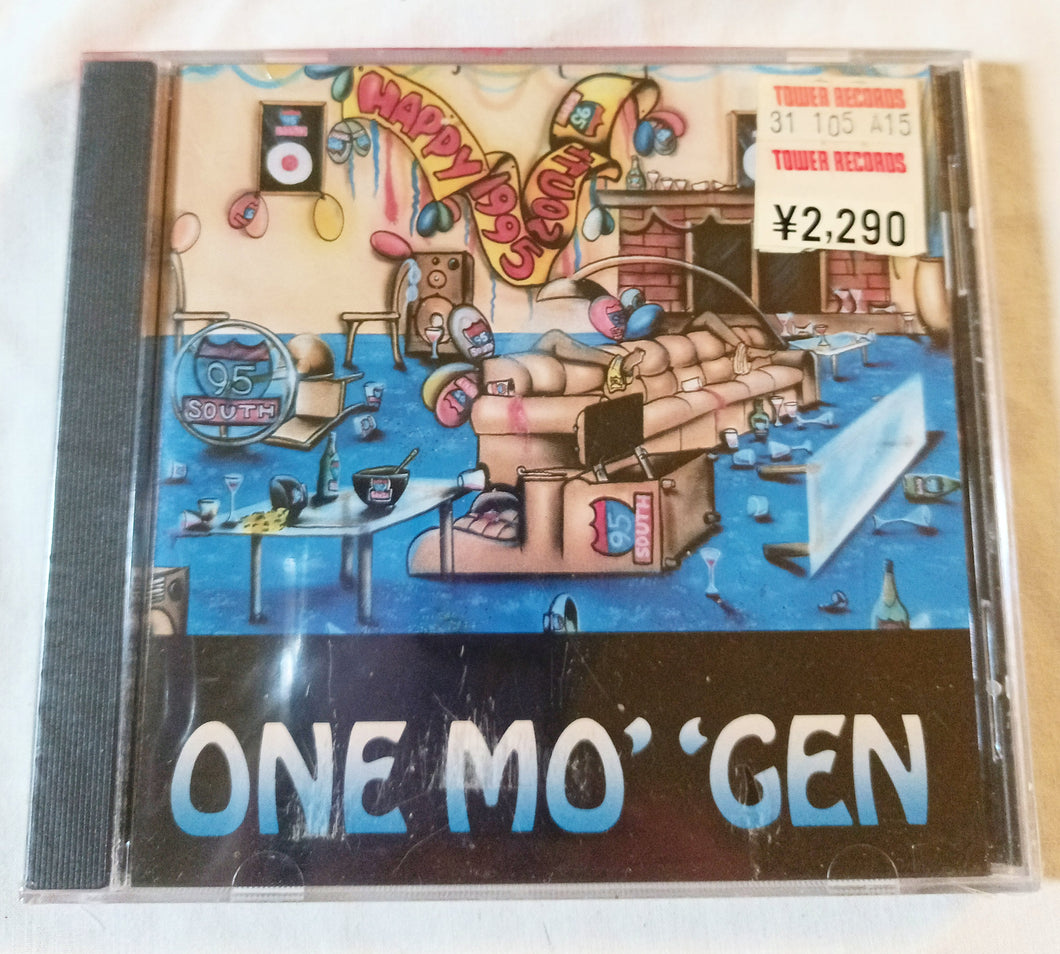 TOWER RECORDS
31 105 A15
TOWER RECORDS
¥2,290
HAPPY
1995
95
SOUTH
95
SOUTH
95
SOUTH
ONE MO' 'GEN